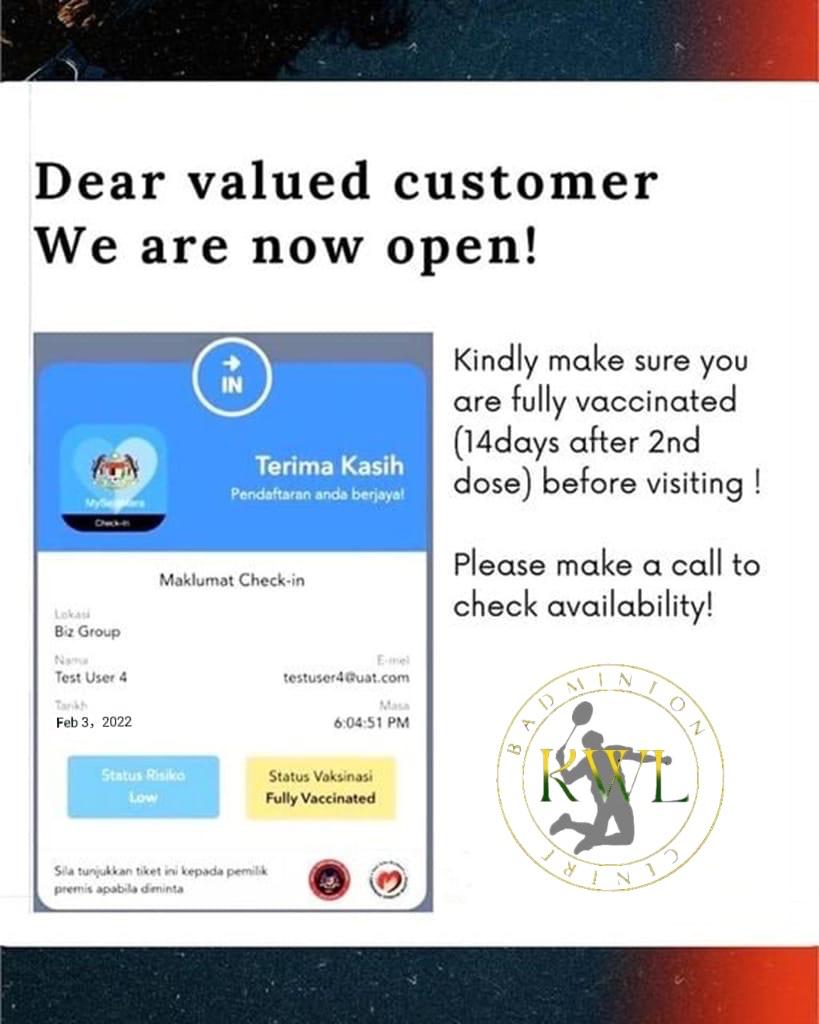 Dear valued customer
We are now open!
IN
MySejahtera
Check-in
Terima Kasih
Pendaftaran anda berjaya!
Maklumat Check-in
Lokasi
Biz Group
Nama
E-mel
Test User 4
testuser4@uat.com
Tarikh
Masa
Feb 3, 2022
6:04:51 PM
Status Risiko
Low
Status Vaksinasi
Fully Vaccinated
Sila tunjukkan tiket ini kepada pemilik
premis apabila diminta
Kindly make sure you
are fully vaccinated
(14days after 2nd
dose) before visiting !
Please make a call to
check availability!
BADMINTON
KWL
CENTRE